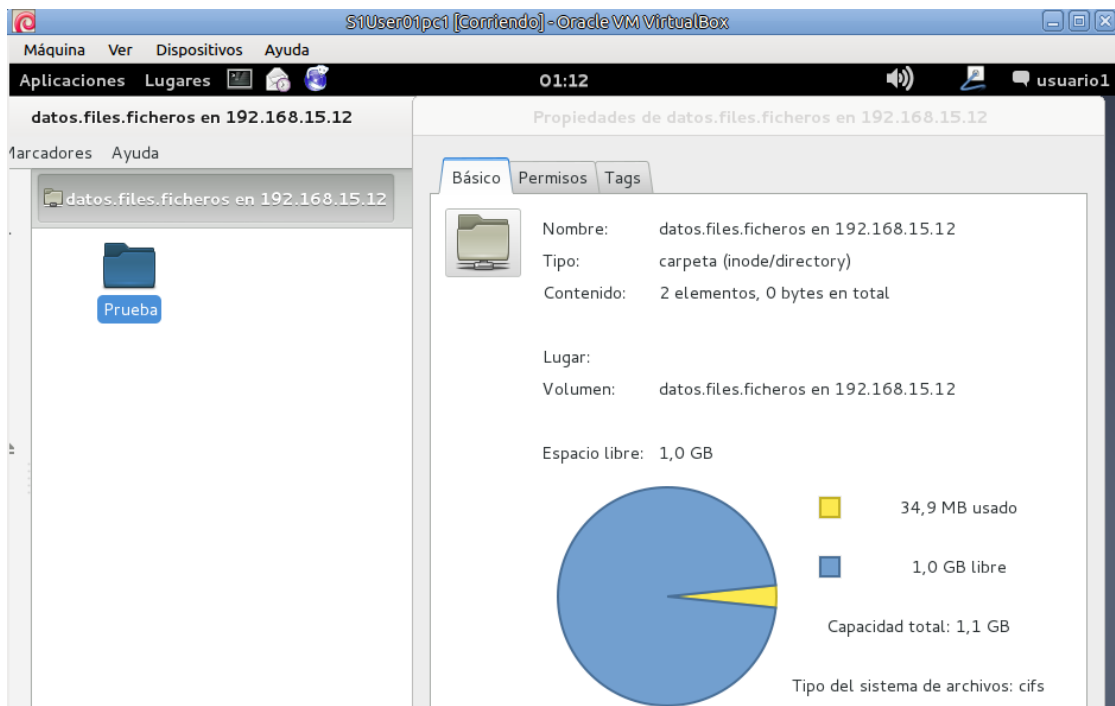 S1User01pc1 [Corriendo] - Oracle VM VirtualBox
Máquina Ver Dispositivos Ayuda
Aplicaciones Lugares 01:12 usuario1
datos.files.ficheros en 192.168.15.12
Ayuda
datos.files.ficheros en 192.168.15.12
Prueba
Propiedades de datos.files.ficheros en 192.168.15.12
Básico Permisos Tags
Nombre: datos.files.ficheros en 192.168.15.12
Tipo: carpeta (inode/directory)
Contenido: 2 elementos, 0 bytes en total
Lugar:
Volumen: datos.files.ficheros en 192.168.15.12
Espacio libre: 1,0 GB
34,9 MB usado
1,0 GB libre
Capacidad total: 1,1 GB
Tipo del sistema de archivos: cifs